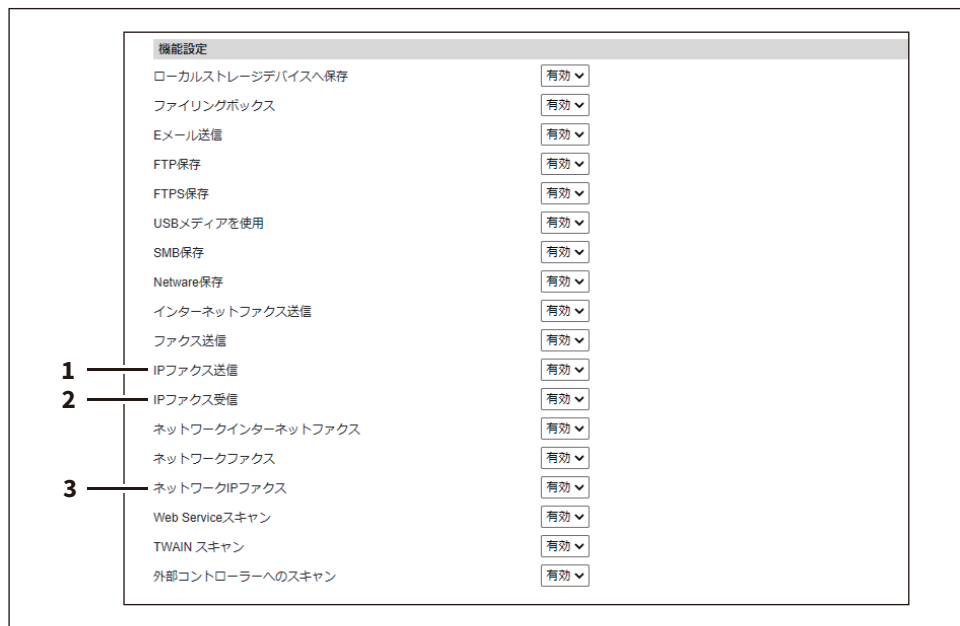 機能設定
ローカルストレージデバイスへ保存 有効
ファイリングボックス 有効
Eメール送信 有効
FTP保存 有効
FTPS保存 有効
USBメディアを使用 有効
SMB保存 有効
Netware保存 有効
インターネットファクス送信 有効
ファクス送信 有効
1 IPファクス送信 有効
2 IPファクス受信 有効
ネットワークインターネットファクス 有効
ネットワークファクス 有効
3 ネットワークIPファクス 有効
Web Serviceスキャン 有効
TWAIN スキャン 有効
外部コントローラーへのスキャン 有効